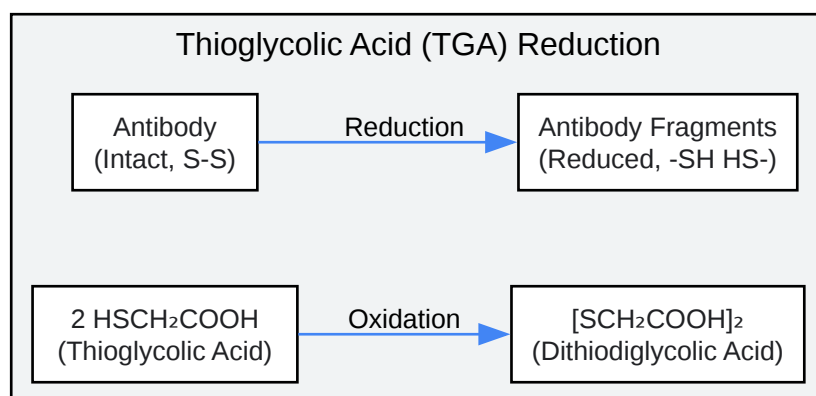 Thioglycolic Acid (TGA) Reduction
Antibody
(Intact, S-S)
Reduction
Antibody Fragments
(Reduced, -SH HS-)
2 HSCH₂COOH
(Thioglycolic Acid)
Oxidation
[SCH₂COOH]₂
(Dithiodiglycolic Acid)